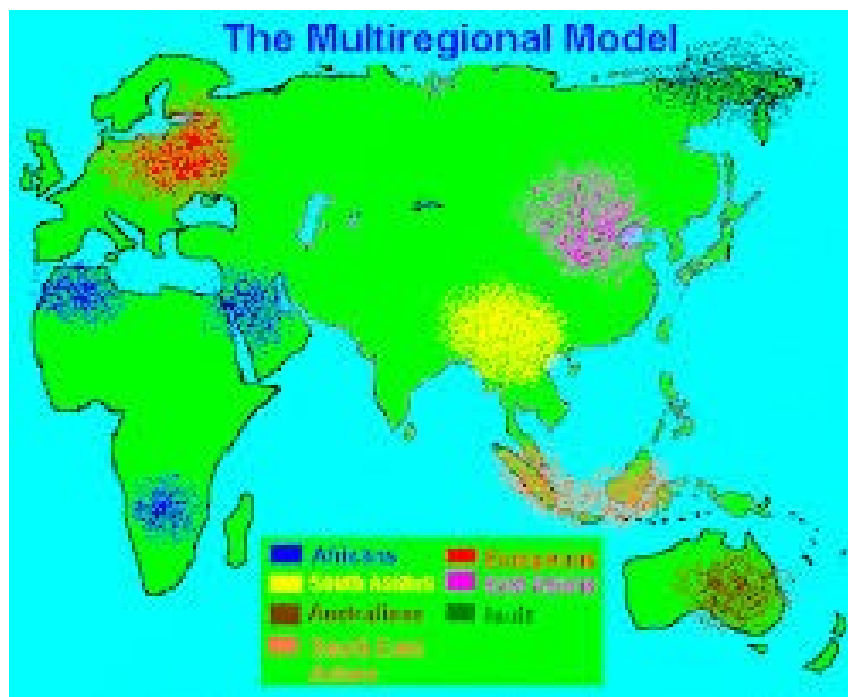 The Multiregional Model
Africans
Europeans
South Asians
East Asians
Australians
Inuit
South East
Asians